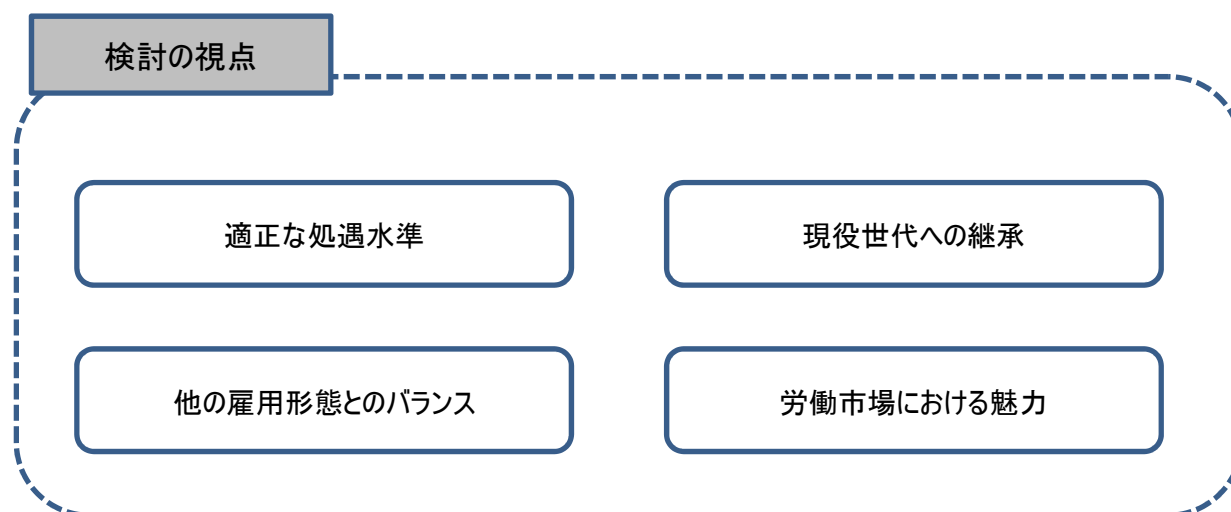 検討の視点
適正な処遇水準
現役世代への継承
他の雇用形態とのバランス
労働市場における魅力